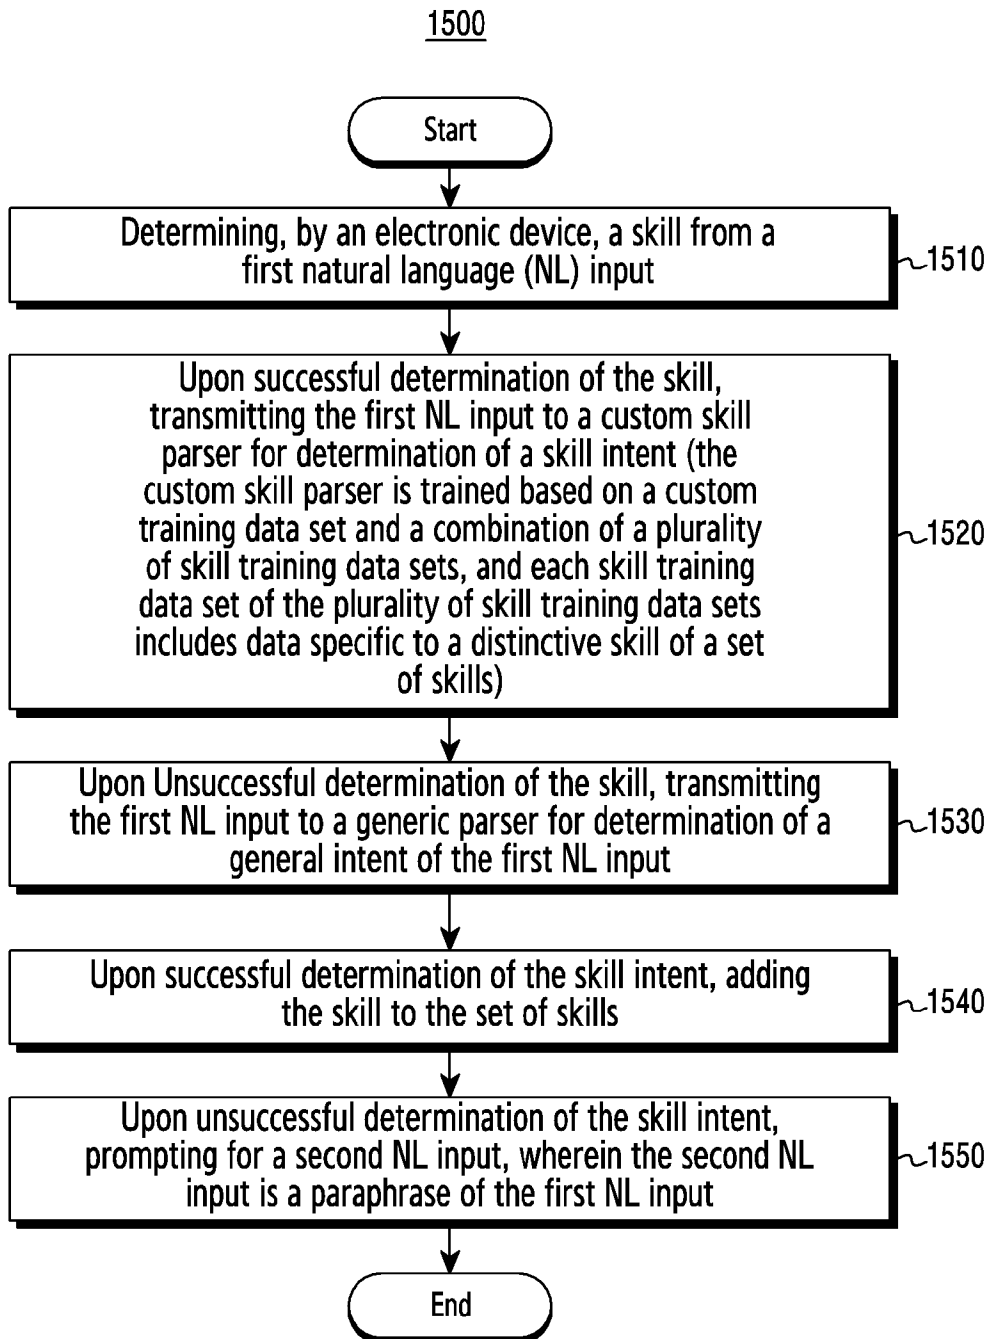 1500
Start
Determining, by an electronic device, a skill from a
first natural language (NL) input
1510
Upon successful determination of the skill,
transmitting the first NL input to a custom skill
parser for determination of a skill intent (the
custom skill parser is trained based on a custom
training data set and a combination of a plurality
of skill training data sets, and each skill training
data set of the plurality of skill training data sets
includes data specific to a distinctive skill of a set
of skills)
1520
Upon Unsuccessful determination of the skill, transmitting
the first NL input to a generic parser for determination of a
general intent of the first NL input
1530
Upon successful determination of the skill intent, adding
the skill to the set of skills
1540
Upon unsuccessful determination of the skill intent,
prompting for a second NL input, wherein the second NL
input is a paraphrase of the first NL input
1550
End